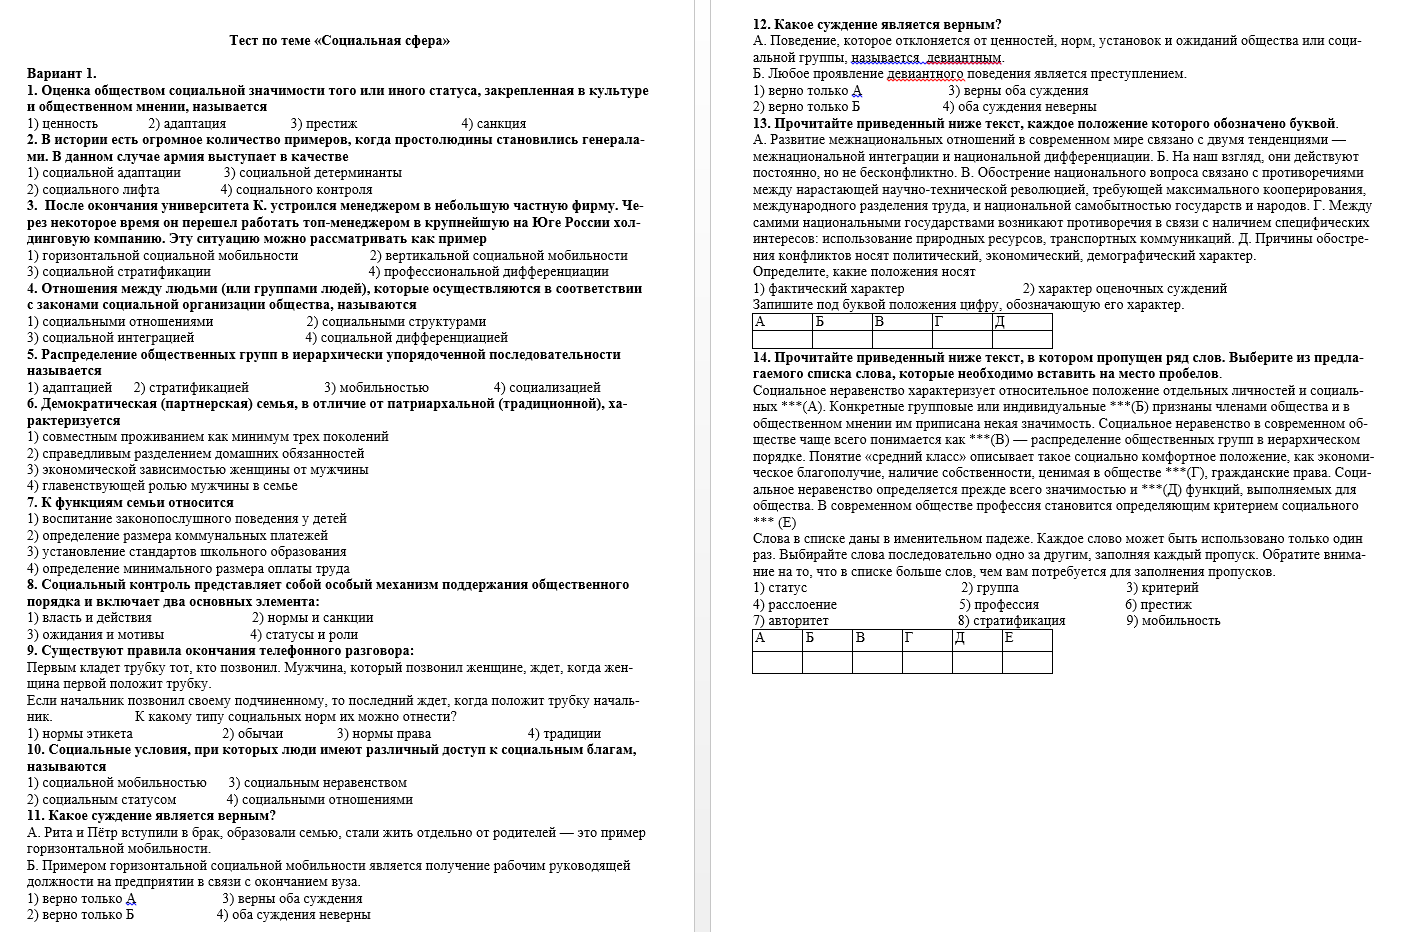 Тест по теме «Социальная сфера»
Вариант 1.
1. Оценка обществом социальной значимости того или иного статуса, закрепленная в культуре
и общественном мнении, называется
1) ценность 2) адаптация 3) престиж 4) санкция
2. В истории есть огромное количество примеров, когда простолюдины становились генерала-
ми. В данном случае армия выступает в качестве
1) социальной адаптации 3) социальной детерминанты
2) социального лифта 4) социального контроля
3. После окончания университета К. устроился менеджером в небольшую частную фирму. Че-
рез некоторое время он перешел работать топ-менеджером в крупнейшую на Юге России хол-
динговую компанию. Эту ситуацию можно рассматривать как пример
1) горизонтальной социальной мобильности 2) вертикальной социальной мобильности
3) социальной стратификации 4) профессиональной дифференциации
4. Отношения между людьми (или группами людей), которые осуществляются в соответствии
с законами социальной организации общества, называются
1) социальными отношениями 2) социальными структурами
3) социальной интеграцией 4) социальной дифференциацией
5. Распределение общественных групп в иерархически упорядоченной последовательности
называется
1) адаптацией 2) стратификацией 3) мобильностью 4) социализацией
6. Демократическая (партнерская) семья, в отличие от патриархальной (традиционной), ха-
рактеризуется
1) совместным проживанием как минимум трех поколений
2) справедливым разделением домашних обязанностей
3) экономической зависимостью женщины от мужчины
4) главенствующей ролью мужчины в семье
7. К функциям семьи относится
1) воспитание законопослушного поведения у детей
2) определение размера коммунальных платежей
3) установление стандартов школьного образования
4) определение минимального размера оплаты труда
8. Социальный контроль представляет собой особый механизм поддержания общественного
порядка и включает два основных элемента:
1) власть и действия 2) нормы и санкции
3) ожидания и мотивы 4) статусы и роли
9. Существуют правила окончания телефонного разговора:
Первым кладет трубку тот, кто позвонил. Мужчина, который позвонил женщине, ждет, когда жен-
щина первой положит трубку.
Если начальник позвонил своему подчиненному, то последний ждет, когда положит трубку началь-
ник. К какому типу социальных норм их можно отнести?
1) нормы этикета 2) обычаи 3) нормы права 4) традиции
10. Социальные условия, при которых люди имеют различный доступ к социальным благам,
называются
1) социальной мобильностью 3) социальным неравенством
2) социальным статусом 4) социальными отношениями
11. Какое суждение является верным?
А. Рита и Пётр вступили в брак, образовали семью, стали жить отдельно от родителей — это пример
горизонтальной мобильности.
Б. Примером горизонтальной социальной мобильности является получение рабочим руководящей
должности на предприятии в связи с окончанием вуза.
1) верно только А 3) верны оба суждения
2) верно только Б 4) оба суждения неверны
12. Какое суждение является верным?
А. Поведение, которое отклоняется от ценностей, норм, установок и ожиданий общества или соци-
альной группы, называется девиантным.
Б. Любое проявление девиантного поведения является преступлением.
1) верно только А 3) верны оба суждения
2) верно только Б 4) оба суждения неверны
13. Прочитайте приведенный ниже текст, каждое положение которого обозначено буквой.
А. Развитие межнациональных отношений в современном мире связано с двумя тенденциями —
межнациональной интеграции и национальной дифференциации. Б. На наш взгляд, они действуют
постоянно, но не бесконфликтно. В. Обострение национального вопроса связано с противоречиями
между нарастающей научно-технической революцией, требующей максимального кооперирования,
международного разделения труда, и национальной самобытностью государств и народов. Г. Между
самими национальными государствами возникают противоречия в связи с наличием специфических
интересов: использование природных ресурсов, транспортных коммуникаций. Д. Причины обостре-
ния конфликтов носят политический, экономический, демографический характер.
Определите, какие положения носят
1) фактический характер 2) характер оценочных суждений
Запишите под буквой положения цифру, обозначающую его характер.
А Б В Г Д
14. Прочитайте приведенный ниже текст, в котором пропущен ряд слов. Выберите из предла-
гаемого списка слова, которые необходимо вставить на место пробелов.
Социальное неравенство характеризует относительное положение отдельных личностей и социаль-
ных ***(А). Конкретные групповые или индивидуальные ***(Б) признаны членами общества и в
общественном мнении им приписана некая значимость. Социальное неравенство в современном об-
ществе чаще всего понимается как ***(В) — распределение общественных групп в иерархическом
порядке. Понятие «средний класс» описывает такое социально комфортное положение, как экономи-
ческое благополучие, наличие собственности, ценимая в обществе ***(Г), гражданские права. Соци-
альное неравенство определяется прежде всего значимостью и ***(Д) функций, выполняемых для
общества. В современном обществе профессия становится определяющим критерием социального
*** (Е)
Слова в списке даны в именительном падеже. Каждое слово может быть использовано только один
раз. Выбирайте слова последовательно одно за другим, заполняя каждый пропуск. Обратите внима-
ние на то, что в списке больше слов, чем вам потребуется для заполнения пропусков.
1) статус 2) группа 3) критерий
4) расслоение 5) профессия 6) престиж
7) авторитет 8) стратификация 9) мобильность
А Б В Г Д Е